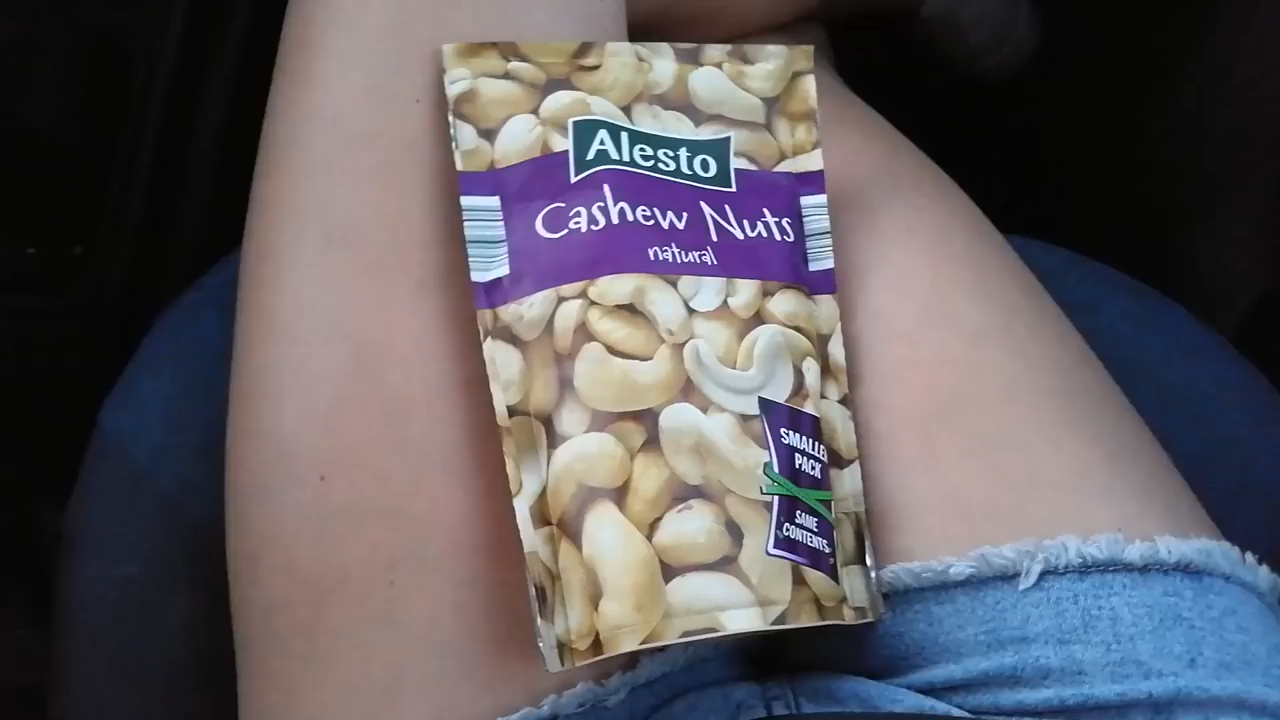 Alesto
Cashew Nuts
natural
SMALLER
PACK
SAME
CONTENTS